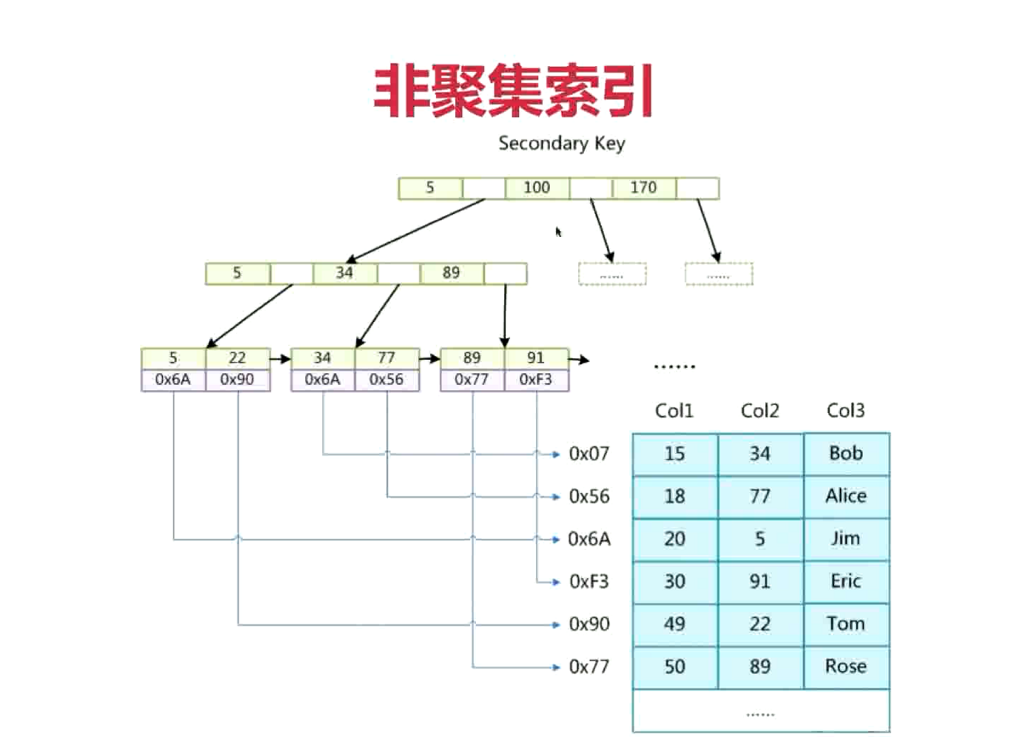 非聚集索引
Secondary Key
5 100 170
5 34 89 ...... ......
5 22 34 77 89 91
0x6A 0x90 0x6A 0x56 0x77 0xF3
......
Col1 Col2 Col3
0x07 15 34 Bob
0x56 18 77 Alice
0x6A 20 5 Jim
0xF3 30 91 Eric
0x90 49 22 Tom
0x77 50 89 Rose
......